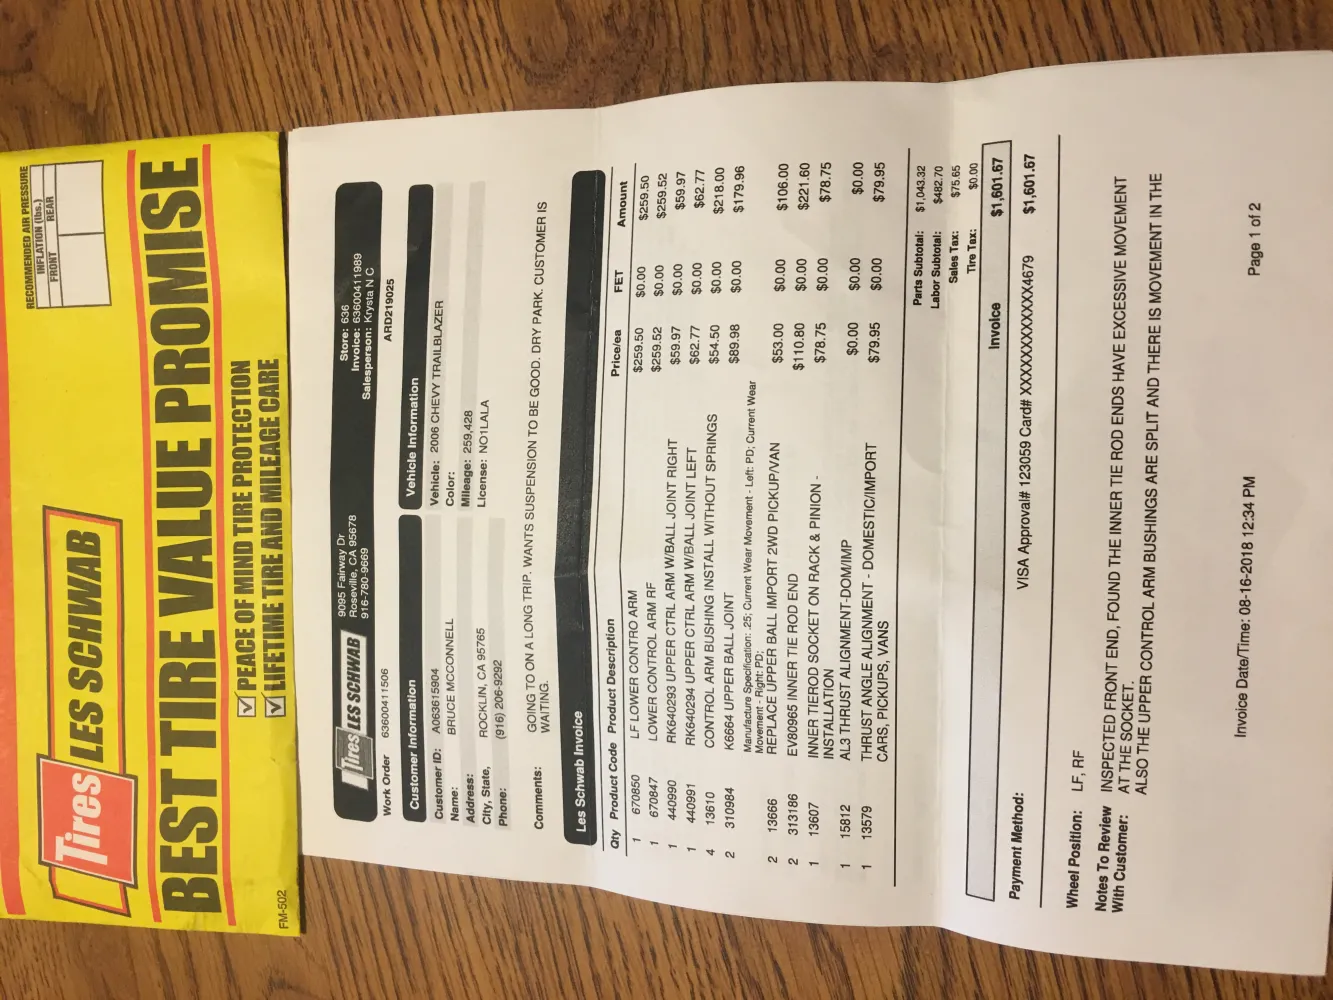 RECOMMENDED AIR PRESSURE
INFLATION (lbs.)
FRONT REAR
Tires LES SCHWAB
BEST TIRE VALUE PROMISE
PEACE OF MIND TIRE PROTECTION
LIFETIME TIRE AND MILEAGE CARE
FM-502
Tires LES SCHWAB
9095 Fairway Dr
Roseville, CA 95678
916-780-9669
Store: 636
Invoice: 63600411989
Salesperson: Krysta N C
Work Order 63600411506 ARD219025
Customer Information Vehicle Information
Customer ID: A063615904 Vehicle: 2006 CHEVY TRAILBLAZER
Name: BRUCE MCCONNELL Color:
Address: Mileage: 259,428
City, State, ROCKLIN, CA 95765 License: NO1LALA
Phone: (916) 206-9292
Comments: GOING TO ON A LONG TRIP. WANTS SUSPENSION TO BE GOOD. DRY PARK. CUSTOMER IS
WAITING.
Les Schwab Invoice
Qty Product Code Product Description Price/ea FET Amount
1 670850 LF LOWER CONTRO ARM $259.50 $0.00 $259.50
1 670847 LOWER CONTROL ARM RF $259.52 $0.00 $259.52
1 440990 RK640293 UPPER CTRL ARM W/BALL JOINT RIGHT $59.97 $0.00 $59.97
1 440991 RK640294 UPPER CTRL ARM W/BALL JOINT LEFT $62.77 $0.00 $62.77
4 13610 CONTROL ARM BUSHING INSTALL WITHOUT SPRINGS $54.50 $0.00 $218.00
2 310984 K6664 UPPER BALL JOINT $89.98 $0.00 $179.96
Manufacture Specification: .25; Current Wear Movement - Left: PD; Current Wear
Movement - Right: PD;
2 13666 REPLACE UPPER BALL IMPORT 2WD PICKUP/VAN $53.00 $0.00 $106.00
2 313186 EV80965 INNER TIE ROD END $110.80 $0.00 $221.60
1 13607 INNER TIEROD SOCKET ON RACK & PINION - $78.75 $0.00 $78.75
INSTALLATION
1 15812 AL3 THRUST ALIGNMENT-DOM/IMP $0.00 $0.00 $0.00
1 13579 THRUST ANGLE ALIGNMENT - DOMESTIC/IMPORT $79.95 $0.00 $79.95
CARS, PICKUPS, VANS
Parts Subtotal: $1,043.32
Labor Subtotal: $482.70
Sales Tax: $75.65
Tire Tax: $0.00
Invoice $1,601.67
Payment Method: VISA Approval# 123059 Card# XXXXXXXXXXXX4679 $1,601.67
Wheel Position: LF, RF
Notes To Review INSPECTED FRONT END, FOUND THE INNER TIE ROD ENDS HAVE EXCESSIVE MOVEMENT
With Customer: AT THE SOCKET.
ALSO THE UPPER CONTROL ARM BUSHINGS ARE SPLIT AND THERE IS MOVEMENT IN THE
Invoice Date/Time: 08-16-2018 12:34 PM Page 1 of 2